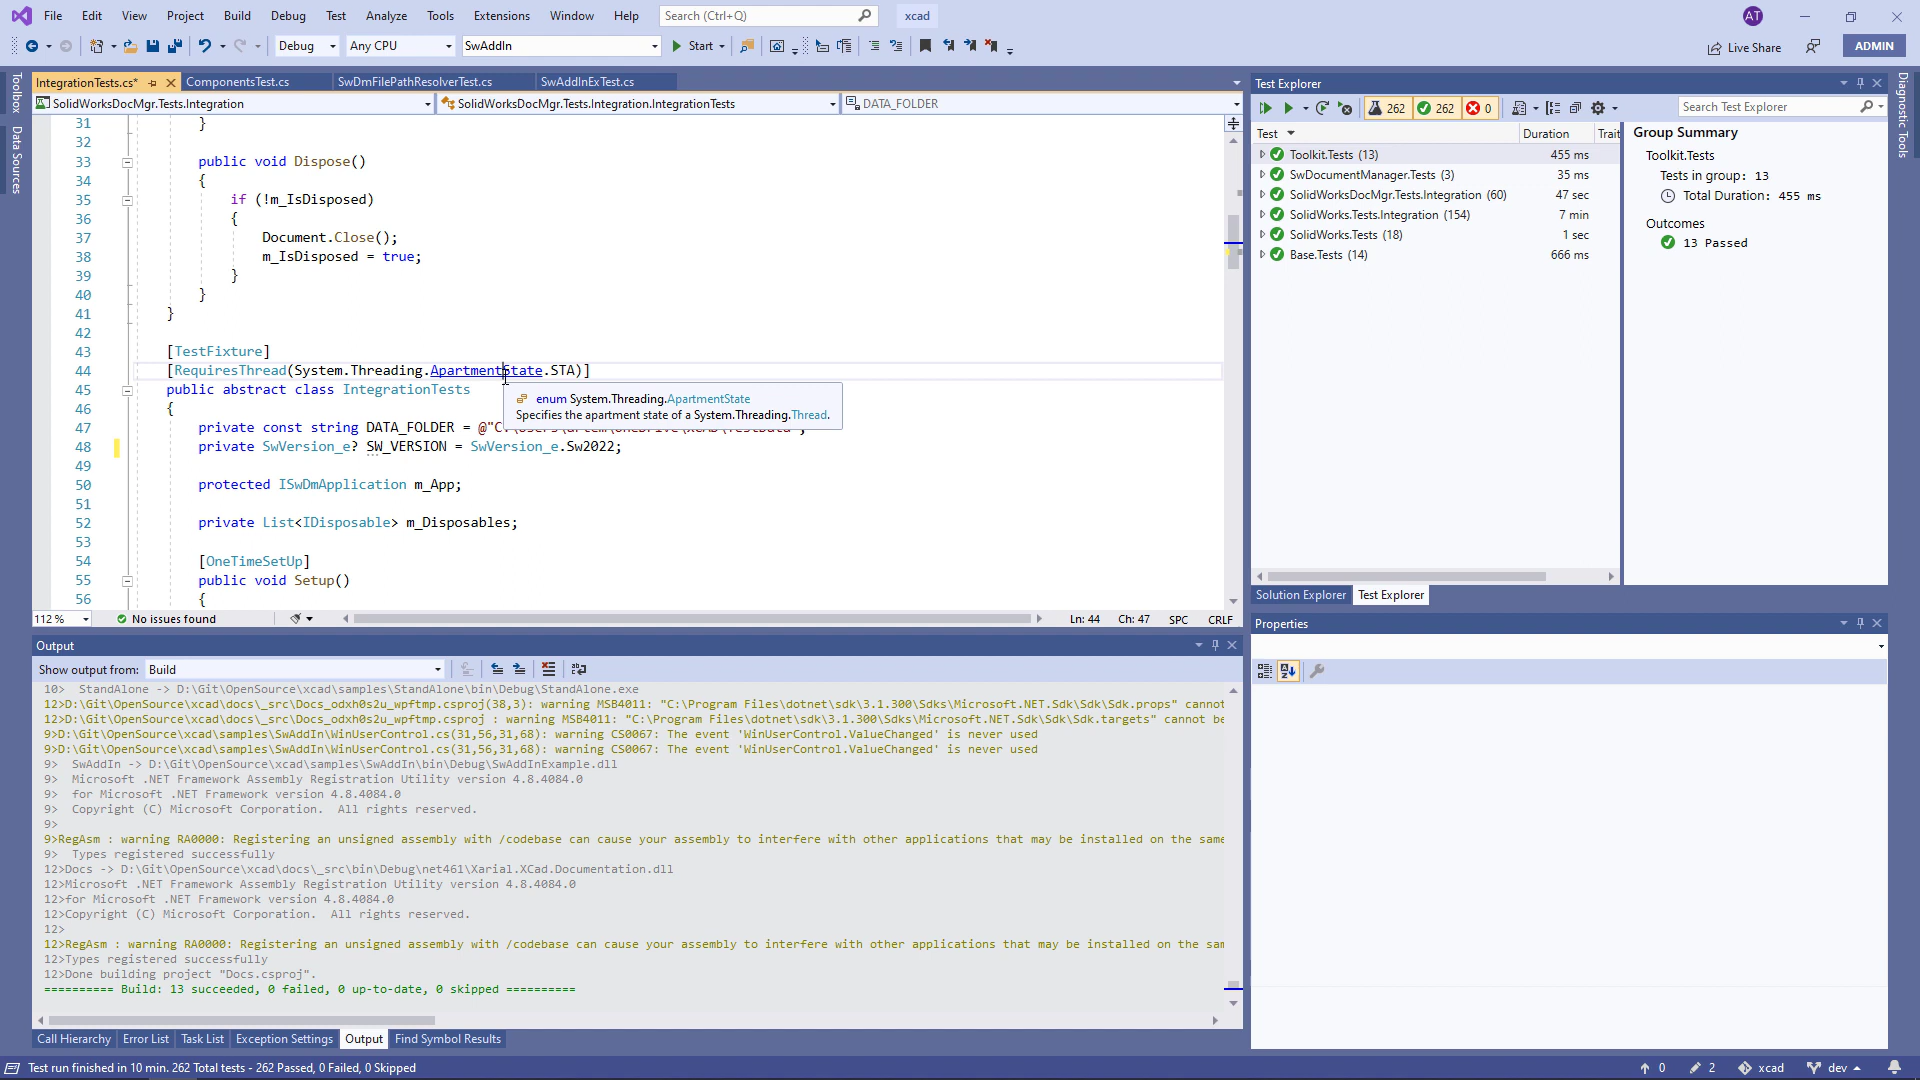 File Edit View Project Build Debug Test Analyze Tools Extensions Window Help Search (Ctrl+Q) xcad AT
Debug Any CPU SwAddIn Start Live Share ADMIN
Toolbox
Data Sources
IntegrationTests.cs* ComponentsTest.cs SwDmFilePathResolverTest.cs SwAddInExTest.cs
SolidWorksDocMgr.Tests.Integration SolidWorksDocMgr.Tests.Integration.IntegrationTests DATA_FOLDER
31 }
32
33 public void Dispose()
34 {
35 if (!m_IsDisposed)
36 {
37 Document.Close();
38 m_IsDisposed = true;
39 }
40 }
41 }
42
43 [TestFixture]
44 [RequiresThread(System.Threading.ApartmentState.STA)]
45 public abstract class IntegrationTests
enum System.Threading.ApartmentState
Specifies the apartment state of a System.Threading.Thread.
46 {
47 private const string DATA_FOLDER =
48 private SwVersion_e? SW_VERSION = SwVersion_e.Sw2022;
49
50 protected ISwDmApplication m_App;
51
52 private List<IDisposable> m_Disposables;
53
54 [OneTimeSetUp]
55 public void Setup()
56 {
112 % No issues found Ln: 44 Ch: 47 SPC CRLF
Output
Show output from: Build
10> StandAlone -> D:\Git\OpenSource\xcad\samples\StandAlone\bin\Debug\StandAlone.exe
12>D:\Git\OpenSource\xcad\docs\_src\Docs_odxh0s2u_wpftmp.csproj(38,3): warning MSB4011: "C:\Program Files\dotnet\sdk\3.1.300\Sdks\Microsoft.NET.Sdk\Sdk\Sdk.props" cannot
12>D:\Git\OpenSource\xcad\docs\_src\Docs_odxh0s2u_wpftmp.csproj : warning MSB4011: "C:\Program Files\dotnet\sdk\3.1.300\Sdks\Microsoft.NET.Sdk\Sdk\Sdk.targets" cannot be
9>D:\Git\OpenSource\xcad\samples\SwAddIn\WinUserControl.cs(31,56,31,68): warning CS0067: The event 'WinUserControl.ValueChanged' is never used
9>D:\Git\OpenSource\xcad\samples\SwAddIn\WinUserControl.cs(31,56,31,68): warning CS0067: The event 'WinUserControl.ValueChanged' is never used
9> SwAddIn -> D:\Git\OpenSource\xcad\samples\SwAddIn\bin\Debug\SwAddInExample.dll
9> Microsoft .NET Framework Assembly Registration Utility version 4.8.4084.0
9> for Microsoft .NET Framework version 4.8.4084.0
9> Copyright (C) Microsoft Corporation. All rights reserved.
9>
9>RegAsm : warning RA0000: Registering an unsigned assembly with /codebase can cause your assembly to interfere with other applications that may be installed on the same
9> Types registered successfully
12>Docs -> D:\Git\OpenSource\xcad\docs\_src\bin\Debug\net461\Xarial.XCad.Documentation.dll
12>Microsoft .NET Framework Assembly Registration Utility version 4.8.4084.0
12>for Microsoft .NET Framework version 4.8.4084.0
12>Copyright (C) Microsoft Corporation. All rights reserved.
12>
12>RegAsm : warning RA0000: Registering an unsigned assembly with /codebase can cause your assembly to interfere with other applications that may be installed on the sam
12>Types registered successfully
12>Done building project "Docs.csproj".
========== Build: 13 succeeded, 0 failed, 0 up-to-date, 0 skipped ==========
Call Hierarchy Error List Task List Exception Settings Output Find Symbol Results
Test Explorer
262 262 0 Search Test Explorer
Test Duration Trait
Toolkit.Tests (13) 455 ms
SwDocumentManager.Tests (3) 35 ms
SolidWorksDocMgr.Tests.Integration (60) 47 sec
SolidWorks.Tests.Integration (154) 7 min
SolidWorks.Tests (18) 1 sec
Base.Tests (14) 666 ms
Group Summary
Toolkit.Tests
Tests in group: 13
Total Duration: 455 ms
Outcomes
13 Passed
Solution Explorer Test Explorer
Properties
Diagnostic Tools
Test run finished in 10 min. 262 Total tests - 262 Passed, 0 Failed, 0 Skipped 0 2 xcad dev